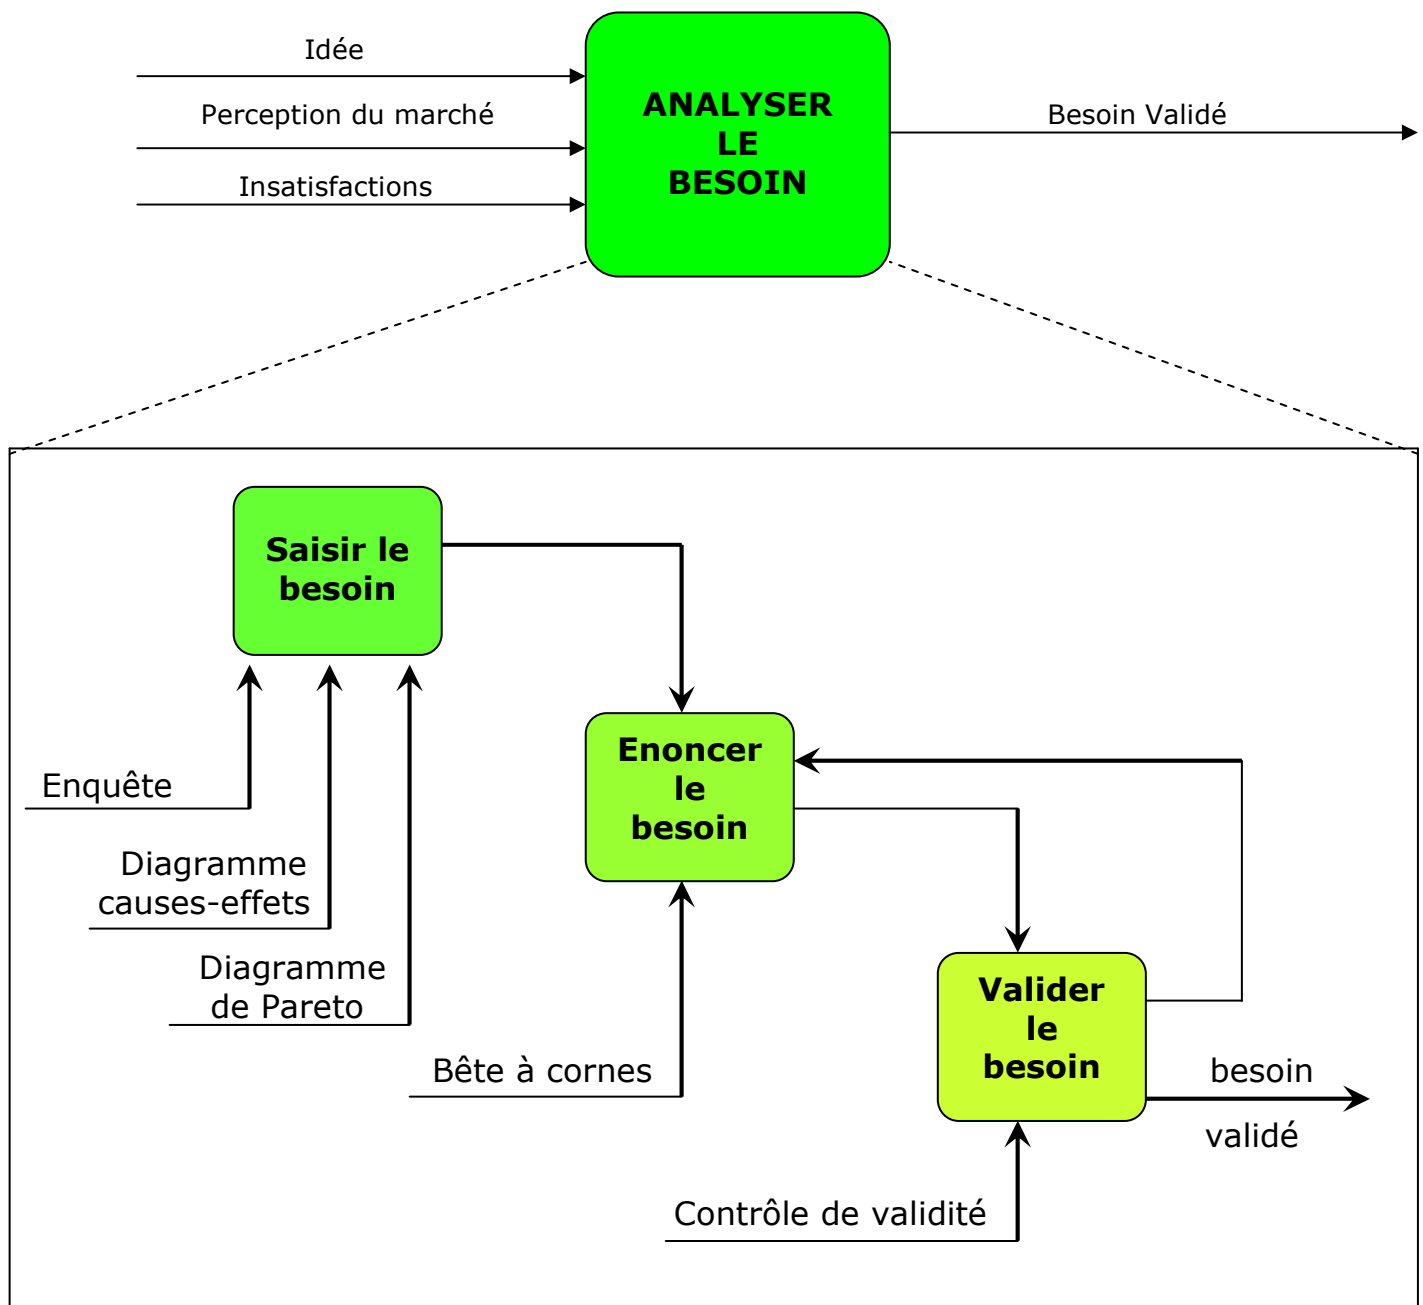 Idée
Perception du marché
Insatisfactions
ANALYSER
LE
BESOIN
Besoin Validé
Saisir le
besoin
Enoncer
le
besoin
Enquête
Diagramme
causes-effets
Diagramme
de Pareto
Bête à cornes
Valider
le
besoin
besoin
validé
Contrôle de validité